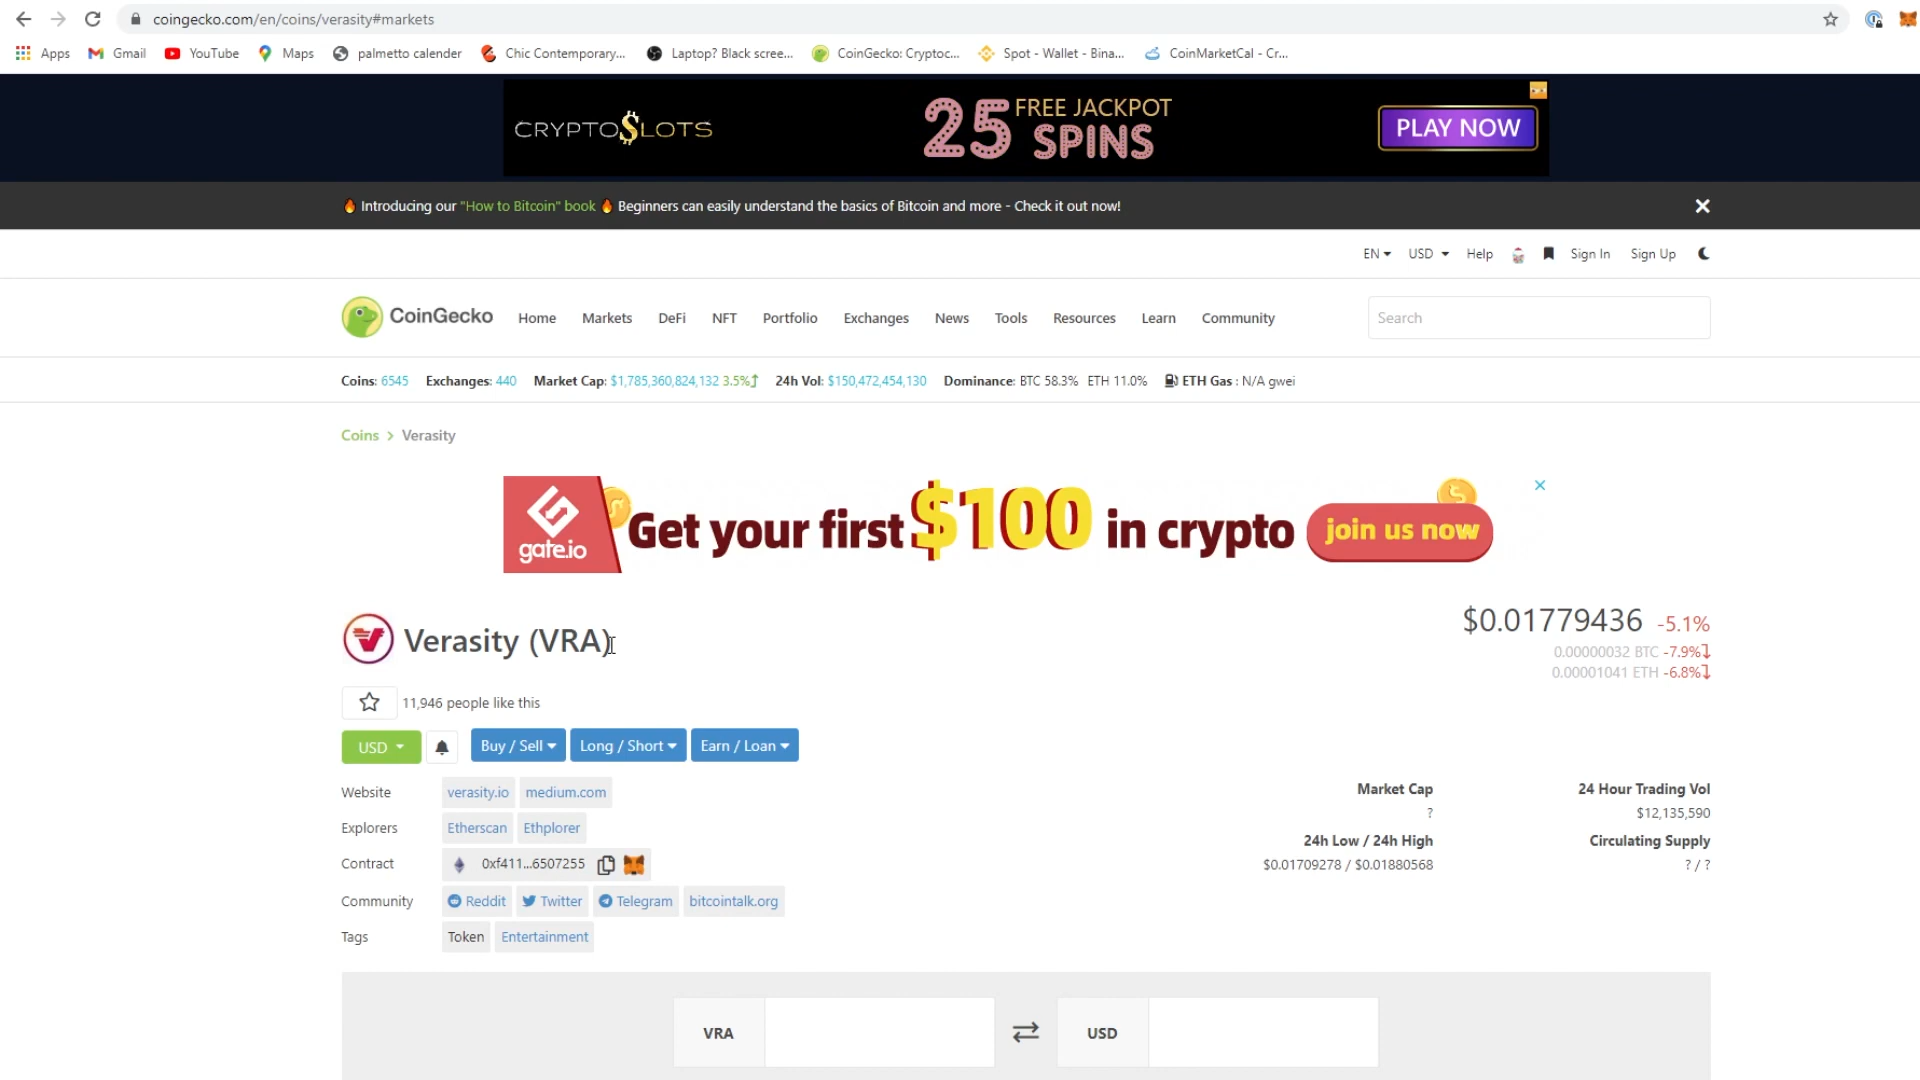 coingecko.com/en/coins/verasity#markets
Apps Gmail YouTube Maps palmetto calender Chic Contemporary... Laptop? Black scree... CoinGecko: Cryptoc... Spot - Wallet - Bina... CoinMarketCal - Cr...
CRYPTO$LOTS 25 FREE JACKPOT SPINS PLAY NOW
Introducing our "How to Bitcoin" book Beginners can easily understand the basics of Bitcoin and more - Check it out now!
EN USD Help Sign In Sign Up
CoinGecko Home Markets DeFi NFT Portfolio Exchanges News Tools Resources Learn Community Search
Coins: 6545 Exchanges: 440 Market Cap: $1,785,360,824,132 3.5% 24h Vol: $150,472,454,130 Dominance: BTC 58.3% ETH 11.0% ETH Gas : N/A gwei
Coins > Verasity
gate.io Get your first $100 in crypto join us now
Verasity (VRA)
$0.01779436 -5.1%
0.00000032 BTC -7.9%
0.00001041 ETH -6.8%
11,946 people like this
USD Buy / Sell Long / Short Earn / Loan
Website verasity.io medium.com
Explorers Etherscan Ethplorer
Contract 0xf411...6507255
Community Reddit Twitter Telegram bitcointalk.org
Tags Token Entertainment
Market Cap
?
24 Hour Trading Vol
$12,135,590
24h Low / 24h High
$0.01709278 / $0.01880568
Circulating Supply
? / ?
VRA USD